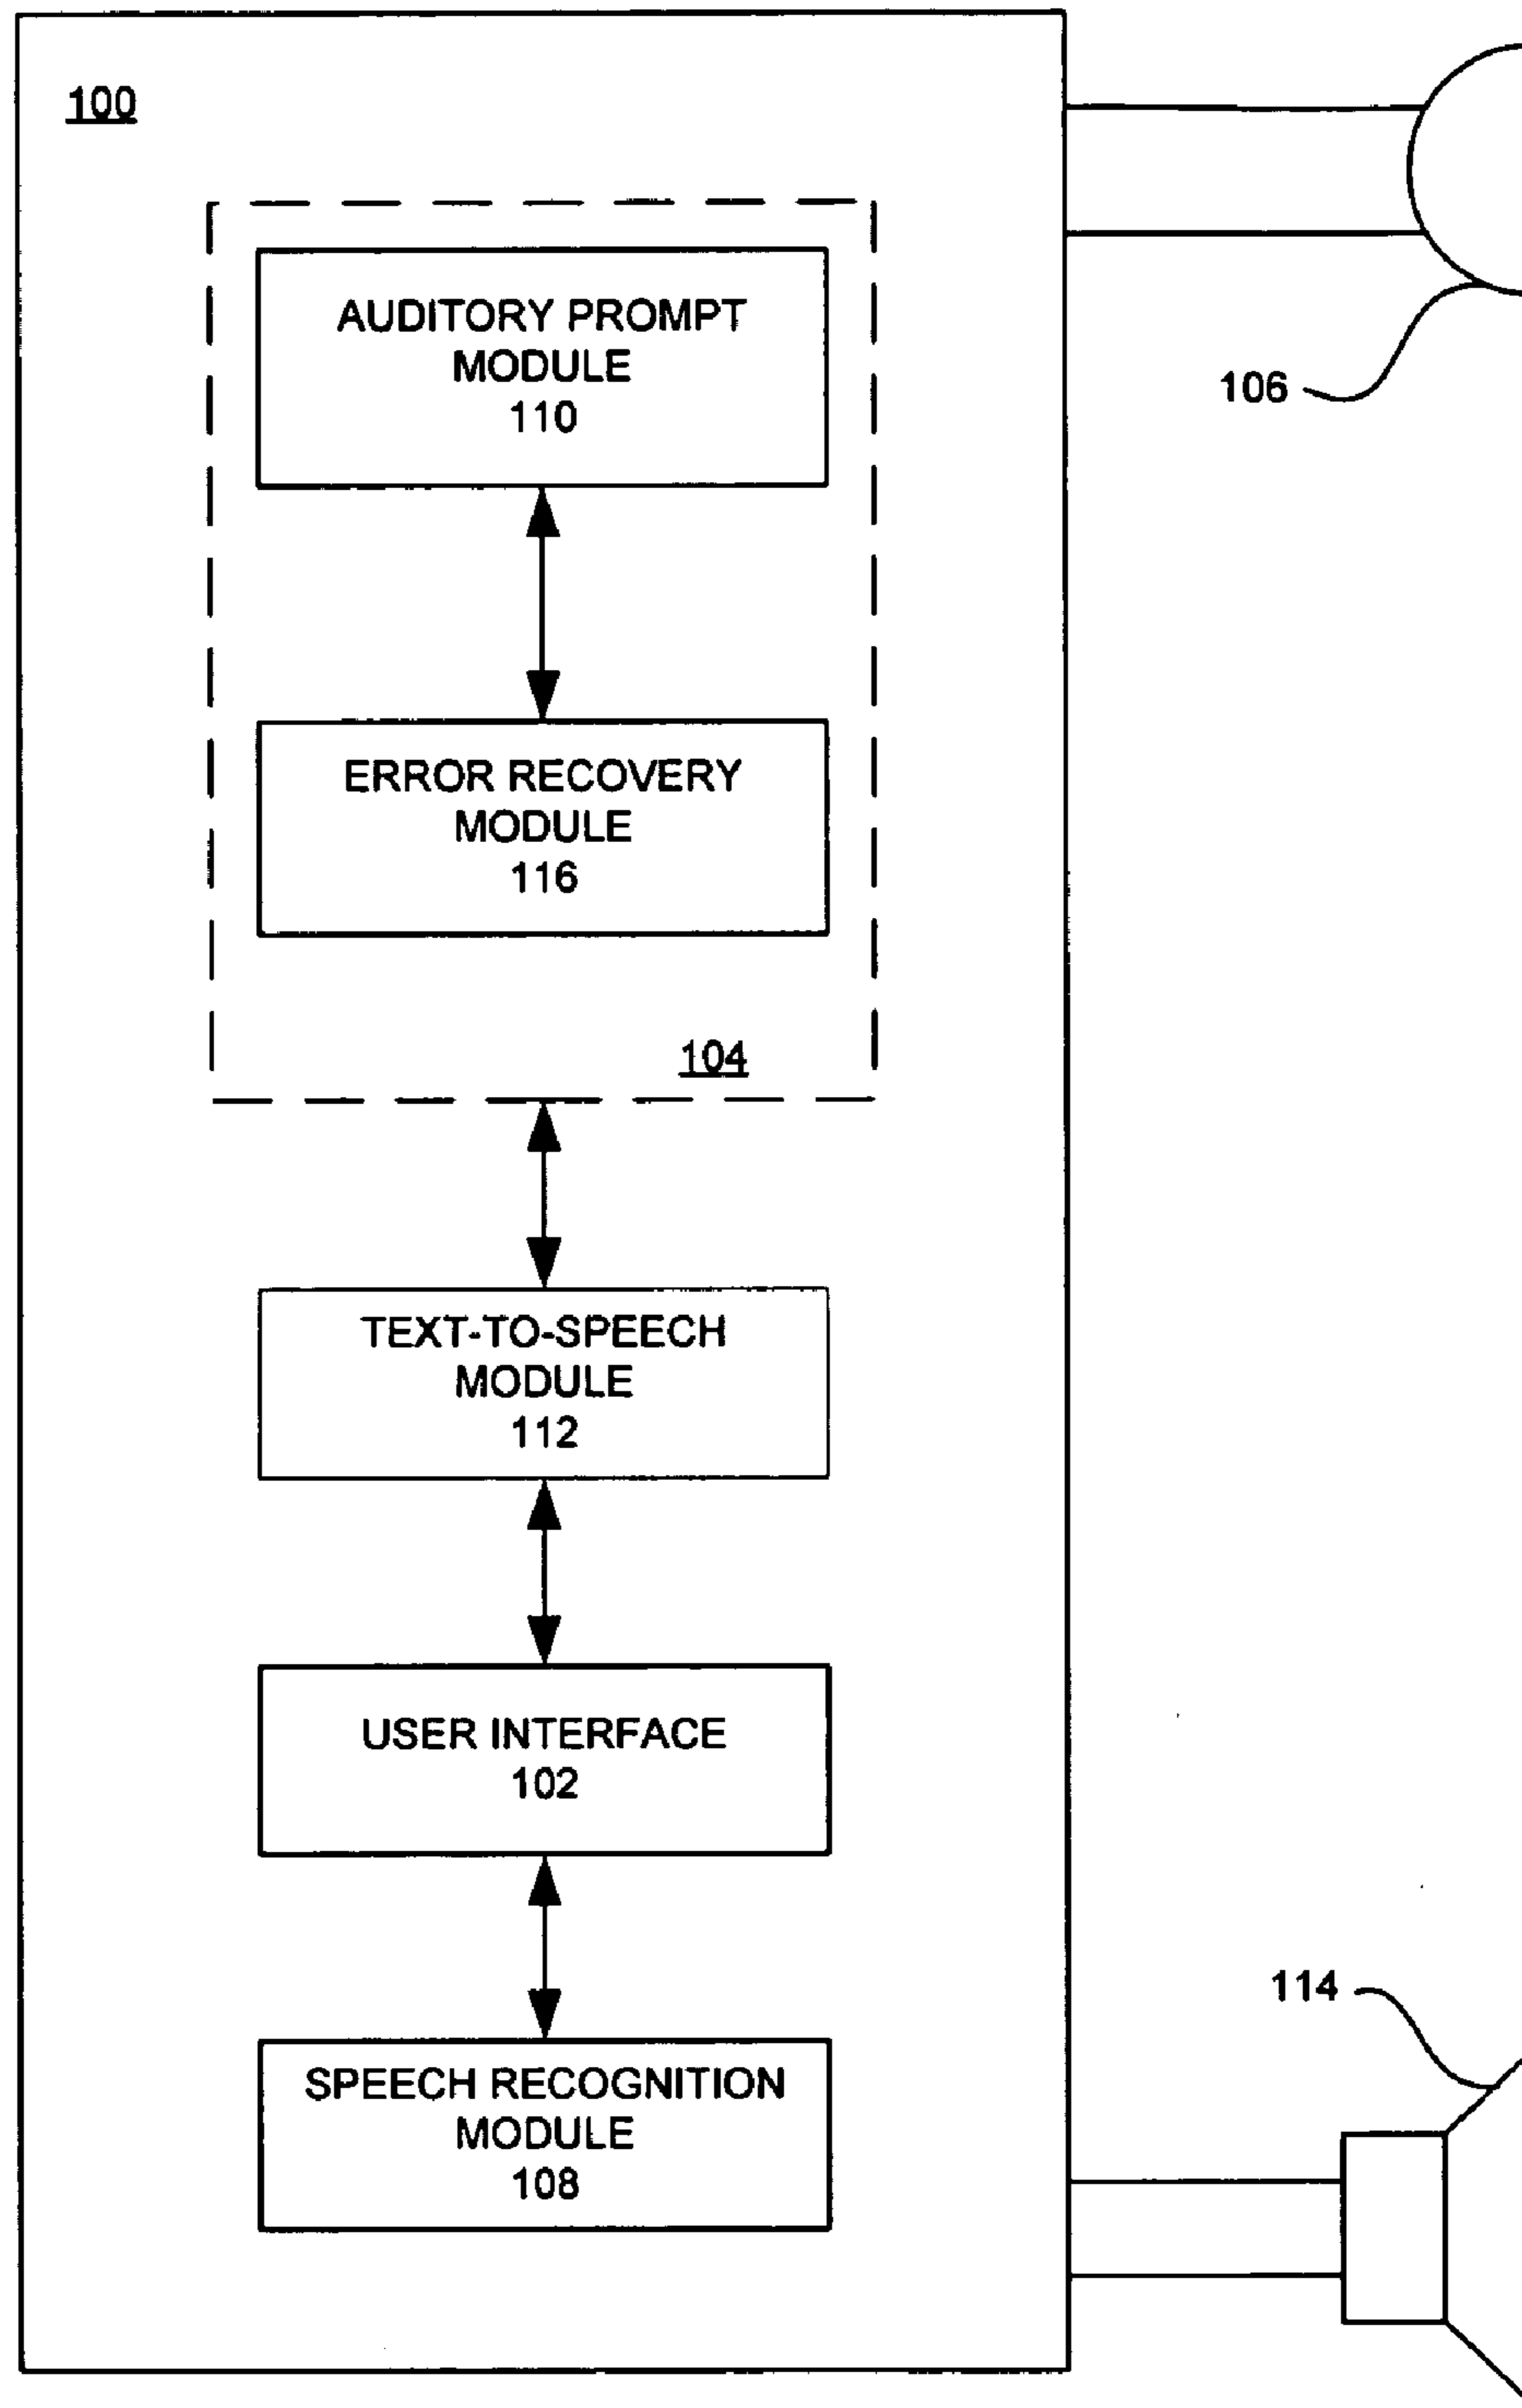 100
AUDITORY PROMPT
MODULE
110
106
ERROR RECOVERY
MODULE
116
104
TEXT-TO-SPEECH
MODULE
112
USER INTERFACE
102
114
SPEECH RECOGNITION
MODULE
108